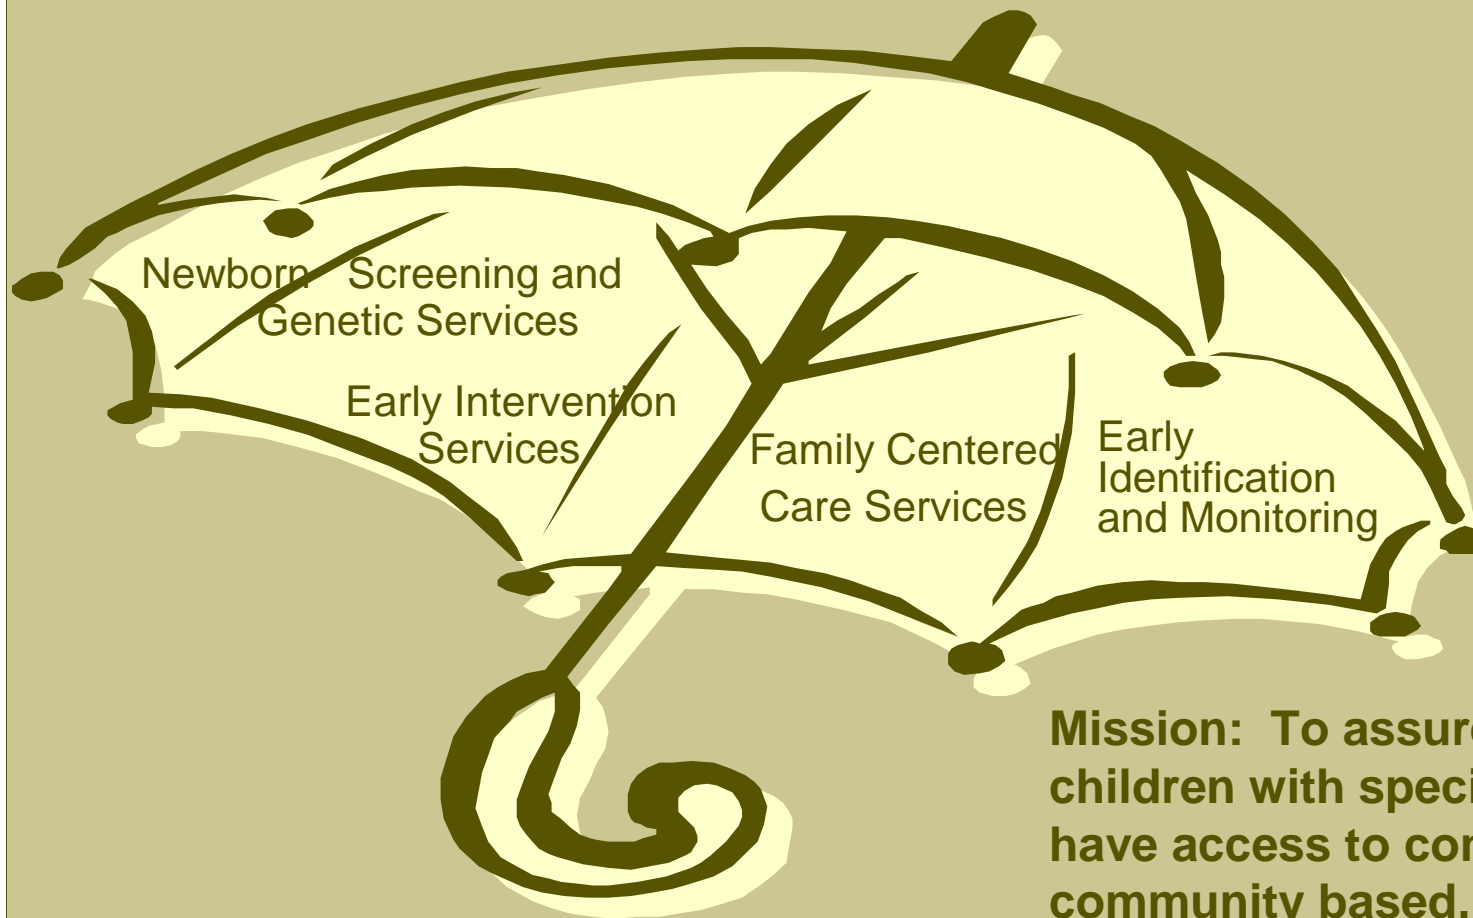 Newborn Screening and
Genetic Services
Early Intervention
Services
Family Centered
Care Services
Early
Identification
and Monitoring
Mission: To assure
children with speci
have access to con
community based,